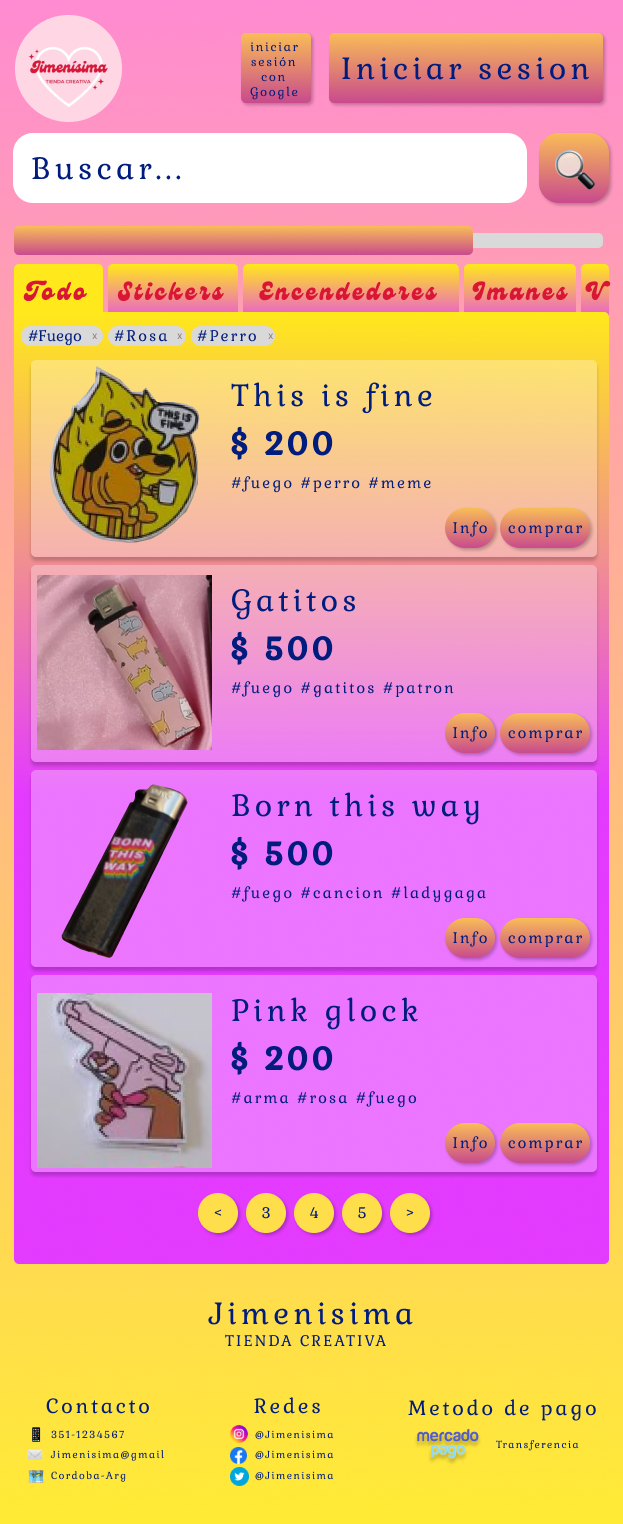 Jimenísima
TIENDA CREATIVA
iniciar
sesión
con
Google
Iniciar sesion
Buscar...
Todo
Stickers
Encendedores
Imanes
V
#Fuego x
#Rosa x
#Perro x
THIS IS
FINE
This is fine
$ 200
#fuego #perro #meme
Info
comprar
Gatitos
$ 500
#fuego #gatitos #patron
Info
comprar
BORN
THIS
WAY
Born this way
$ 500
#fuego #cancion #ladygaga
Info
comprar
Pink glock
$ 200
#arma #rosa #fuego
Info
comprar
< 3 4 5 >
Jimenisima
TIENDA CREATIVA
Contacto
351-1234567
Jimenisima@gmail
Cordoba-Arg
Redes
@Jimenisima
@Jimenisima
@Jimenisima
Metodo de pago
mercado
pago
Transferencia